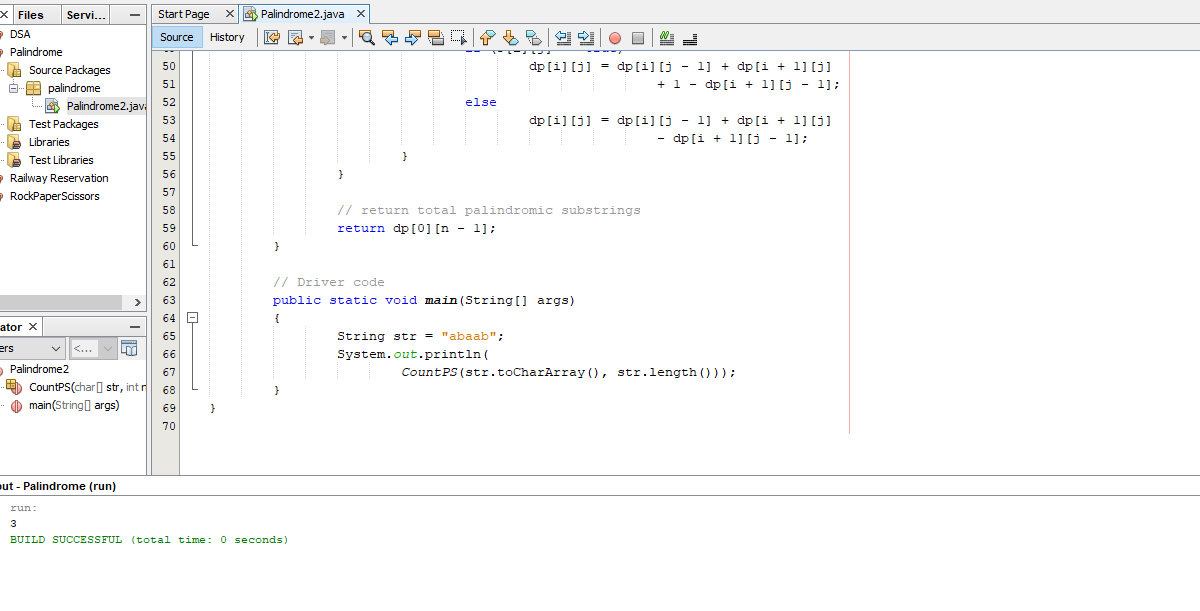 Files Servi...
DSA
Palindrome
Source Packages
palindrome
Palindrome2.java
Test Packages
Libraries
Test Libraries
Railway Reservation
RockPaperScissors
ator
ers <...
Palindrome2
CountPS(char[] str, int n
main(String[] args)
Start Page Palindrome2.java
Source History
50 dp[i][j] = dp[i][j - 1] + dp[i + 1][j]
51 + 1 - dp[i + 1][j - 1];
52 else
53 dp[i][j] = dp[i][j - 1] + dp[i + 1][j]
54 - dp[i + 1][j - 1];
55 }
56 }
57
58 // return total palindromic substrings
59 return dp[0][n - 1];
60 }
61
62 // Driver code
63 public static void main(String[] args)
64 {
65 String str = "abaab";
66 System.out.println(
67 CountPS(str.toCharArray(), str.length()));
68 }
69 }
70
out - Palindrome (run)
run:
3
BUILD SUCCESSFUL (total time: 0 seconds)